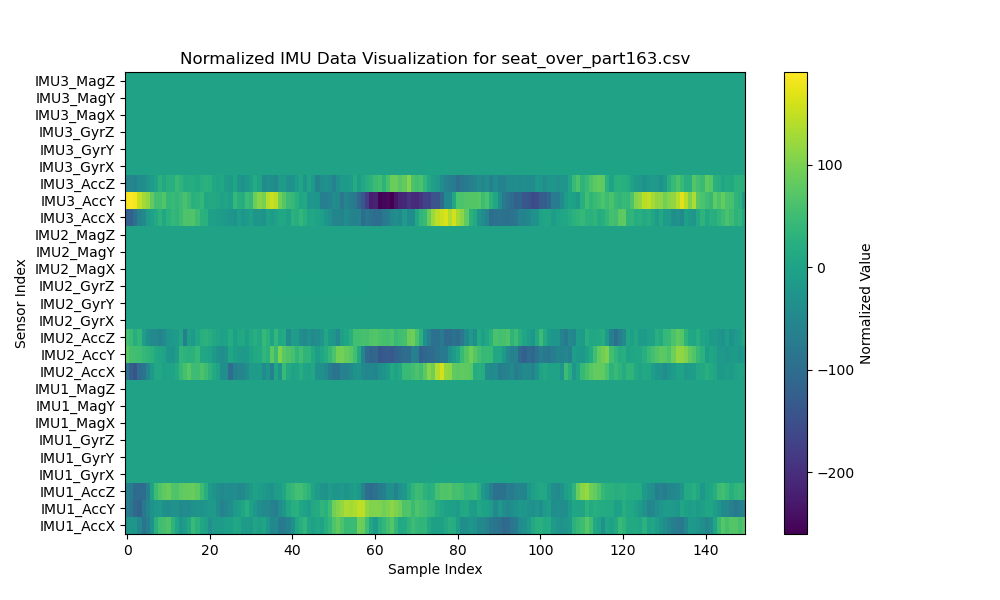 Normalized IMU Data Visualization for seat_over_part163.csv
IMU3_MagZ
IMU3_MagY
IMU3_MagX
IMU3_GyrZ
IMU3_GyrY
IMU3_GyrX
IMU3_AccZ
IMU3_AccY
IMU3_AccX
IMU2_MagZ
IMU2_MagY
IMU2_MagX
IMU2_GyrZ
IMU2_GyrY
IMU2_GyrX
IMU2_AccZ
IMU2_AccY
IMU2_AccX
IMU1_MagZ
IMU1_MagY
IMU1_MagX
IMU1_GyrZ
IMU1_GyrY
IMU1_GyrX
IMU1_AccZ
IMU1_AccY
IMU1_AccX
Sensor Index
0 20 40 60 80 100 120 140
Sample Index
100
0
−100
−200
Normalized Value